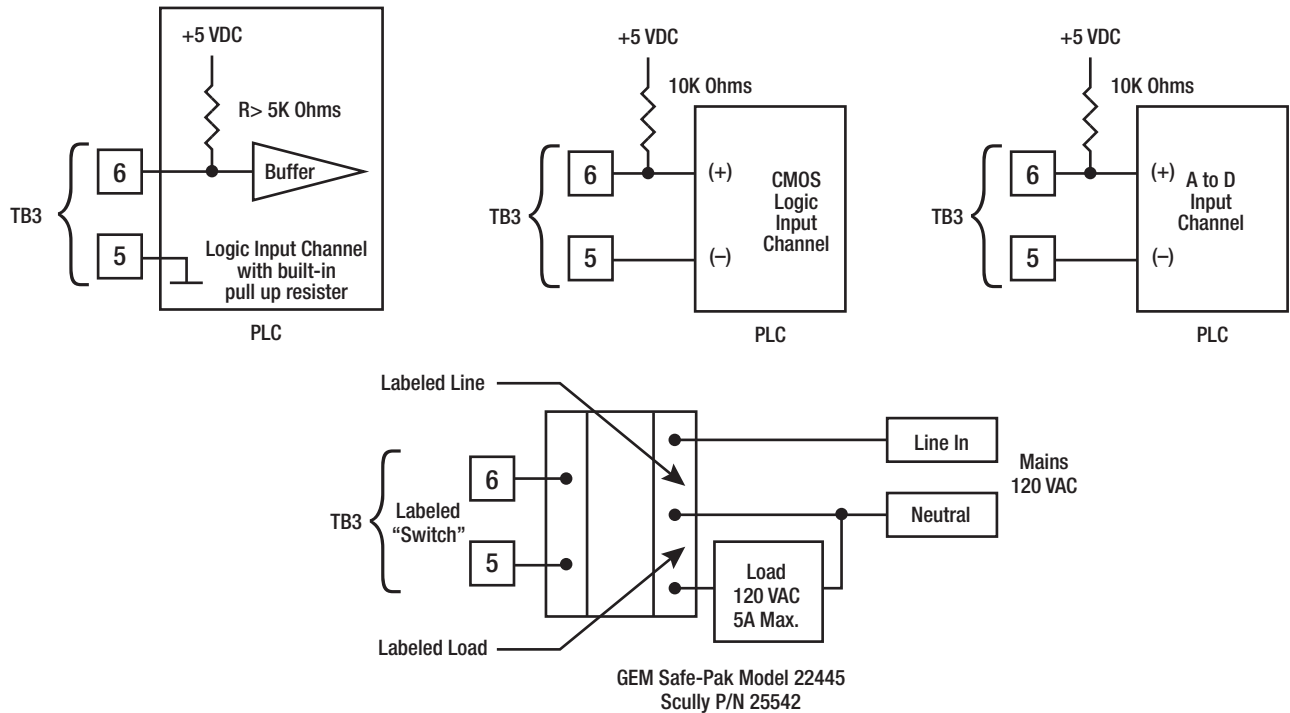 +5 VDC
R> 5K Ohms
6
Buffer
TB3
5
Logic Input Channel
with built-in
pull up resister
PLC
+5 VDC
10K Ohms
6
(+)
CMOS
Logic
Input
Channel
TB3
5
(–)
PLC
+5 VDC
10K Ohms
6
(+)
A to D
Input
Channel
TB3
5
(–)
PLC
Labeled Line
Line In
Mains
120 VAC
6
Neutral
TB3
Labeled
“Switch”
5
Load
120 VAC
5A Max.
Labeled Load
GEM Safe-Pak Model 22445
Scully P/N 25542